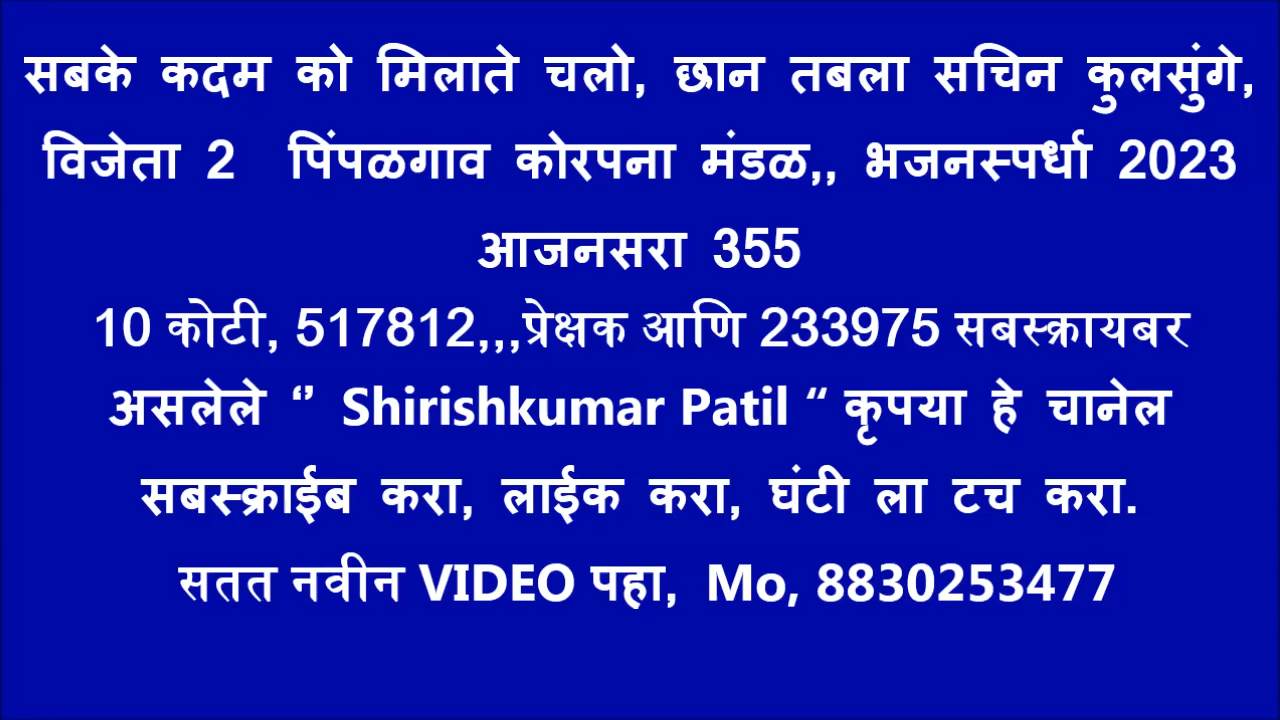 सबके कदम को मिलाते चलो, छान तबला सचिन कुलसुंगे,
विजेता 2 पिंपळगाव कोरपना मंडळ,, भजनस्पर्धा 2023
आजनसरा 355
10 कोटी, 517812,,,प्रेक्षक आणि 233975 सबस्क्रायबर
असलेले ‘’ Shirishkumar Patil “ कृपया हे चानेल
सबस्क्राईब करा, लाईक करा, घंटी ला टच करा.
सतत नवीन VIDEO पहा, Mo, 8830253477